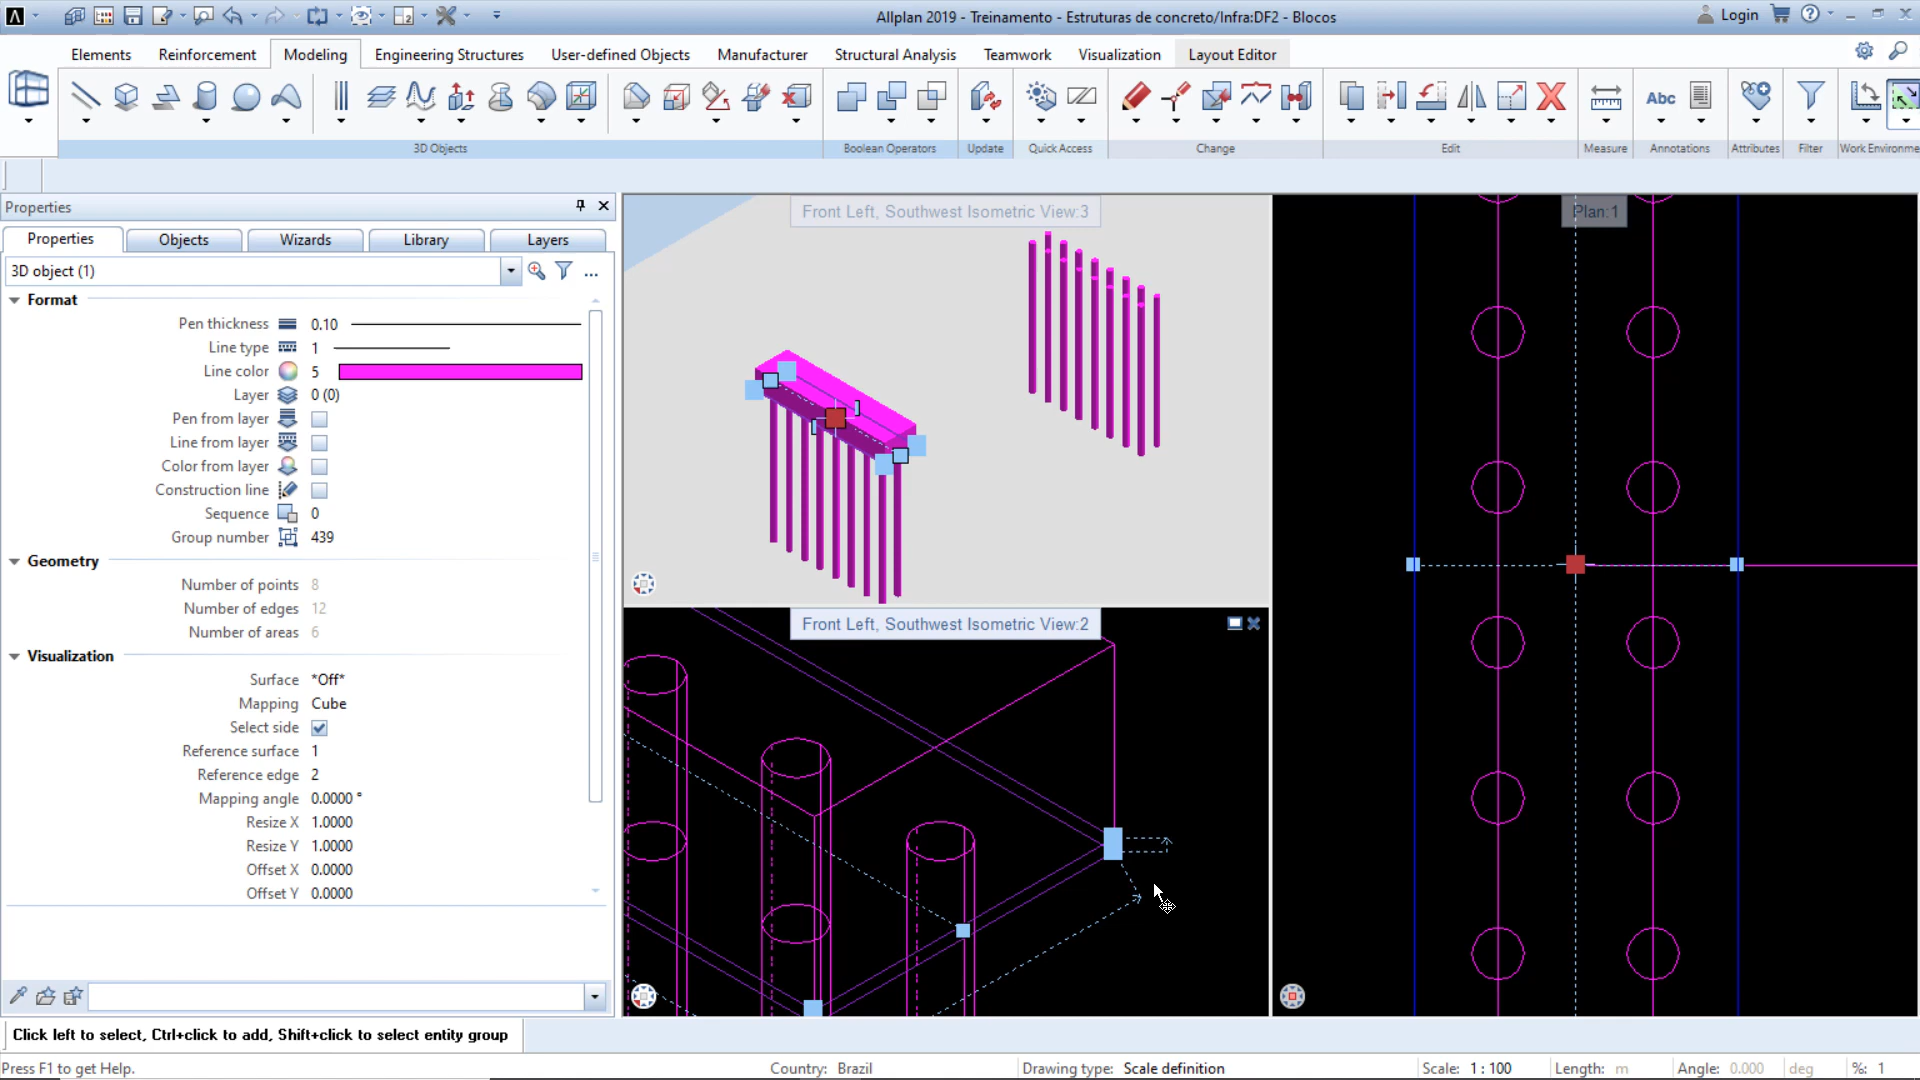 Allplan 2019 - Treinamento - Estruturas de concreto/Infra:DF2 - Blocos
Login
Elements
Reinforcement
Modeling
Engineering Structures
User-defined Objects
Manufacturer
Structural Analysis
Teamwork
Visualization
Layout Editor
Abc
3D Objects
Boolean Operators
Update
Quick Access
Change
Edit
Measure
Annotations
Attributes
Filter
Work Environme
Properties
Properties
Objects
Wizards
Library
Layers
3D object (1)
Format
Pen thickness 0.10
Line type 1
Line color 5
Layer 0 (0)
Pen from layer
Line from layer
Color from layer
Construction line
Sequence 0
Group number 439
Geometry
Number of points 8
Number of edges 12
Number of areas 6
Visualization
Surface *Off*
Mapping Cube
Select side
Reference surface 1
Reference edge 2
Mapping angle 0.0000 °
Resize X 1.0000
Resize Y 1.0000
Offset X 0.0000
Offset Y 0.0000
Front Left, Southwest Isometric View:3
Front Left, Southwest Isometric View:2
Plan:1
Click left to select, Ctrl+click to add, Shift+click to select entity group
Press F1 to get Help.
Country: Brazil
Drawing type: Scale definition
Scale: 1 : 100
Length: m
Angle: 0.000 deg
%: 1